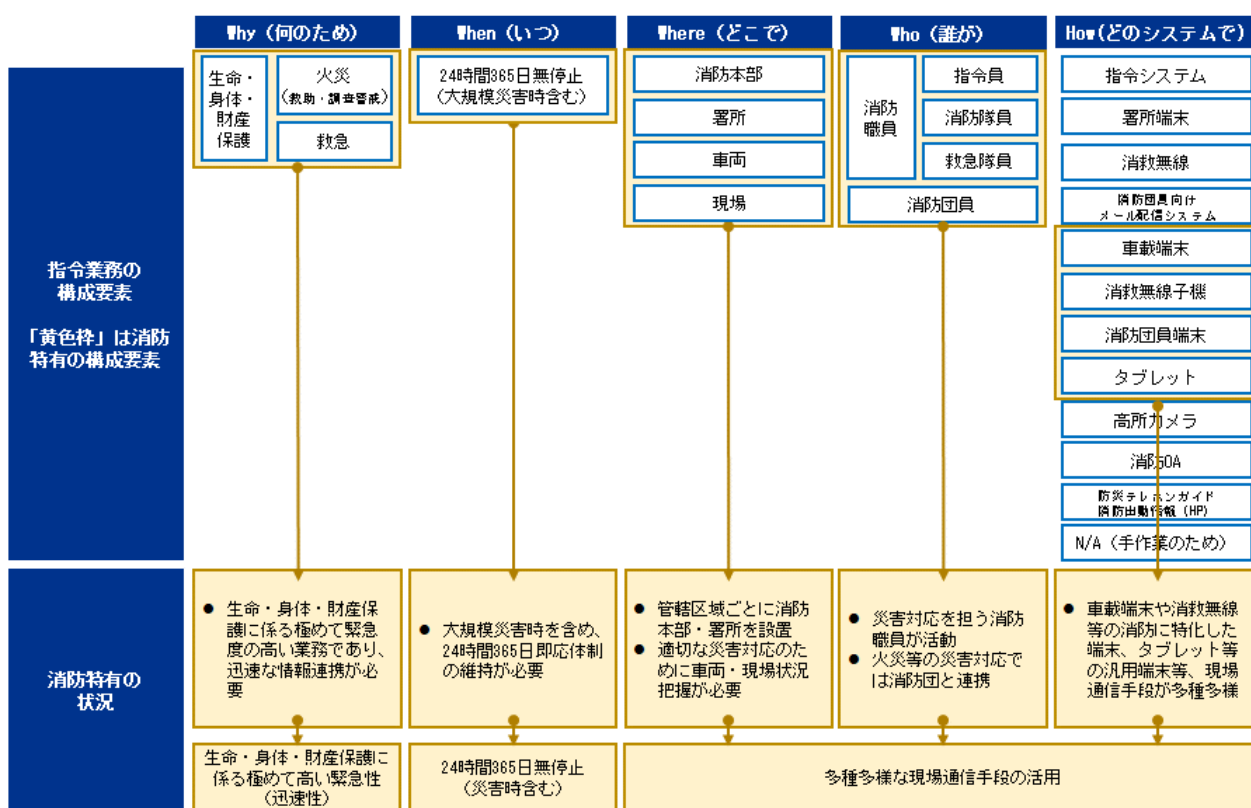 Why（何のため）
When（いつ）
Where（どこで）
Who（誰が）
How(どのシステムで)
指令業務の
構成要素
「黄色枠」は消防
特有の構成要素
生命・
身体・
財産
保護
火災
（救助・調査警戒）
救急
24時間365日無停止
（大規模災害時含む）
消防本部
署所
車両
現場
消防
職員
指令員
消防隊員
救急隊員
消防団員
指令システム
署所端末
消救無線
消防団員向け
メール配信システム
車載端末
消救無線子機
消防団員端末
タブレット
高所カメラ
消防OA
防災テレホンガイド
消防出動情報（HP）
N/A（手作業のため）
消防特有の
状況
● 生命・身体・財産保
護に係る極めて緊急
度の高い業務であり、
迅速な情報連携が必
要
● 大規模災害時を含め、
24時間365日即応体制
の維持が必要
● 管轄区域ごとに消防
本部・署所を設置
● 適切な災害対応のた
めに車両・現場状況
把握が必要
● 災害対応を担う消防
職員が活動
● 火災等の災害対応で
は消防団と連携
● 車載端末や消救無線
等の消防に特化した
端末、タブレット等
の汎用端末等、現場
通信手段が多種多様
生命・身体・財産保護に
係る極めて高い緊急性
（迅速性）
24時間365日無停止
（災害時含む）
多種多様な現場通信手段の活用